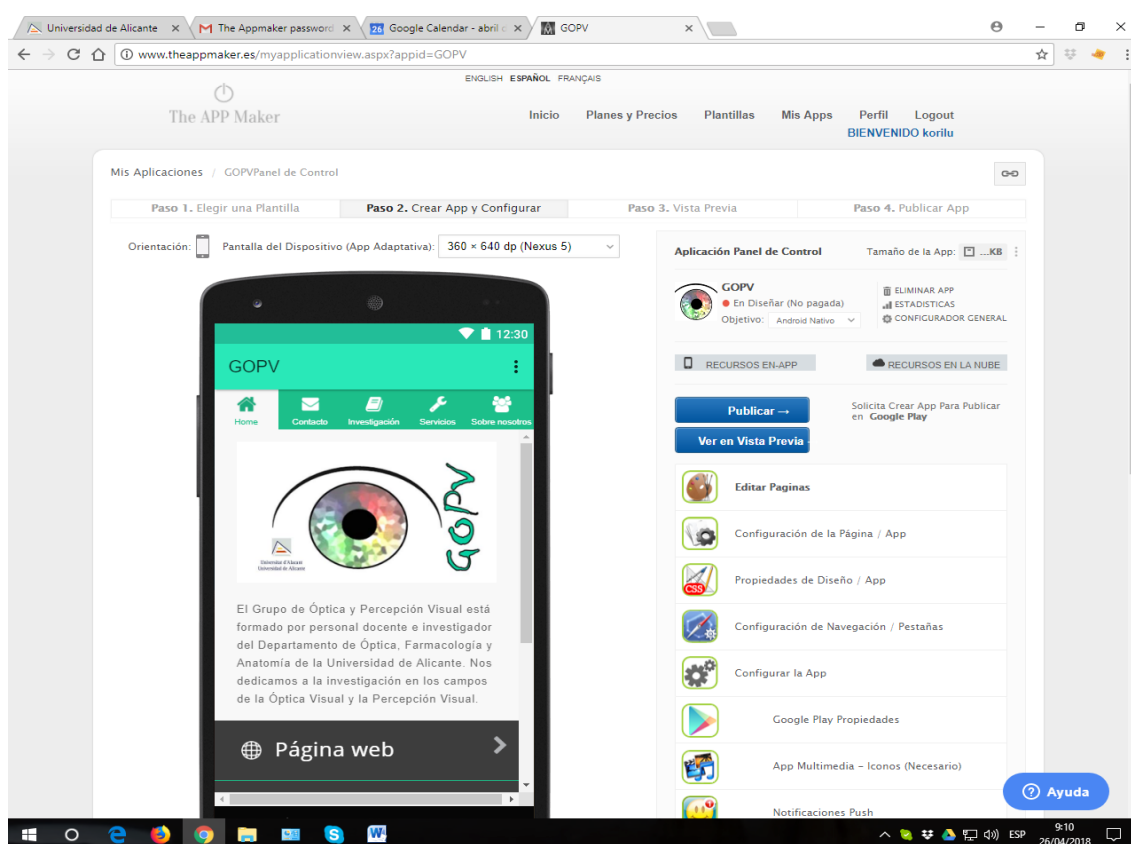 Universidad de Alicante
The Appmaker password
26 Google Calendar - abril
GOPV
www.theappmaker.es/myapplicationview.aspx?appid=GOPV
ENGLISH ESPAÑOL FRANÇAIS
The APP Maker
Inicio Planes y Precios Plantillas Mis Apps Perfil Logout
BIENVENIDO korilu
Mis Aplicaciones / GOPVPanel de Control
Paso 1. Elegir una Plantilla Paso 2. Crear App y Configurar Paso 3. Vista Previa Paso 4. Publicar App
Orientación: Pantalla del Dispositivo (App Adaptativa): 360 × 640 dp (Nexus 5)
12:30
GOPV
Home Contacto Investigación Servicios Sobre nosotros
GOPV
Universitat d'Alacant
Universidad de Alicante
El Grupo de Óptica y Percepción Visual está
formado por personal docente e investigador
del Departamento de Óptica, Farmacología y
Anatomía de la Universidad de Alicante. Nos
dedicamos a la investigación en los campos
de la Óptica Visual y la Percepción Visual.
Página web
Aplicación Panel de Control Tamaño de la App: ...KB
GOPV
En Diseñar (No pagada)
Objetivo: Android Nativo
ELIMINAR APP
ESTADISTICAS
CONFIGURADOR GENERAL
RECURSOS EN-APP RECURSOS EN LA NUBE
Publicar →
Solicita Crear App Para Publicar
en Google Play
Ver en Vista Previa
Editar Paginas
Configuración de la Página / App
CSS
Propiedades de Diseño / App
Configuración de Navegación / Pestañas
Configurar la App
Google Play Propiedades
App Multimedia – Iconos (Necesario)
Notificaciones Push
Ayuda
ESP
9:10
26/04/2018